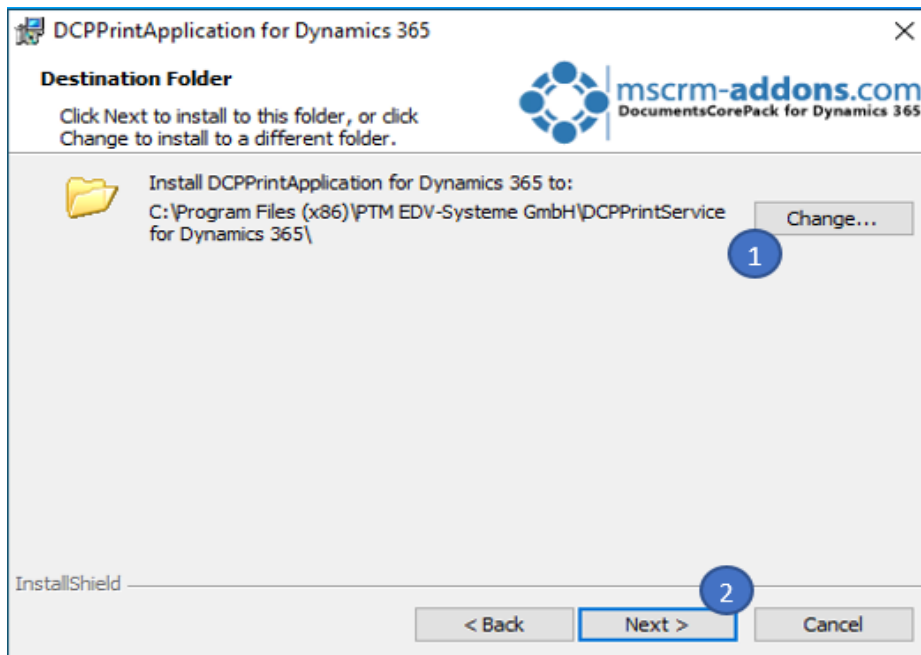 DCPPrintApplication for Dynamics 365
Destination Folder
Click Next to install to this folder, or click
Change to install to a different folder.
mscrm-addons.com
DocumentsCorePack for Dynamics 365
Install DCPPrintApplication for Dynamics 365 to:
C:\Program Files (x86)\PTM EDV-Systeme GmbH\DCPPrintService
for Dynamics 365\
Change...
1
InstallShield
2
< Back
Next >
Cancel